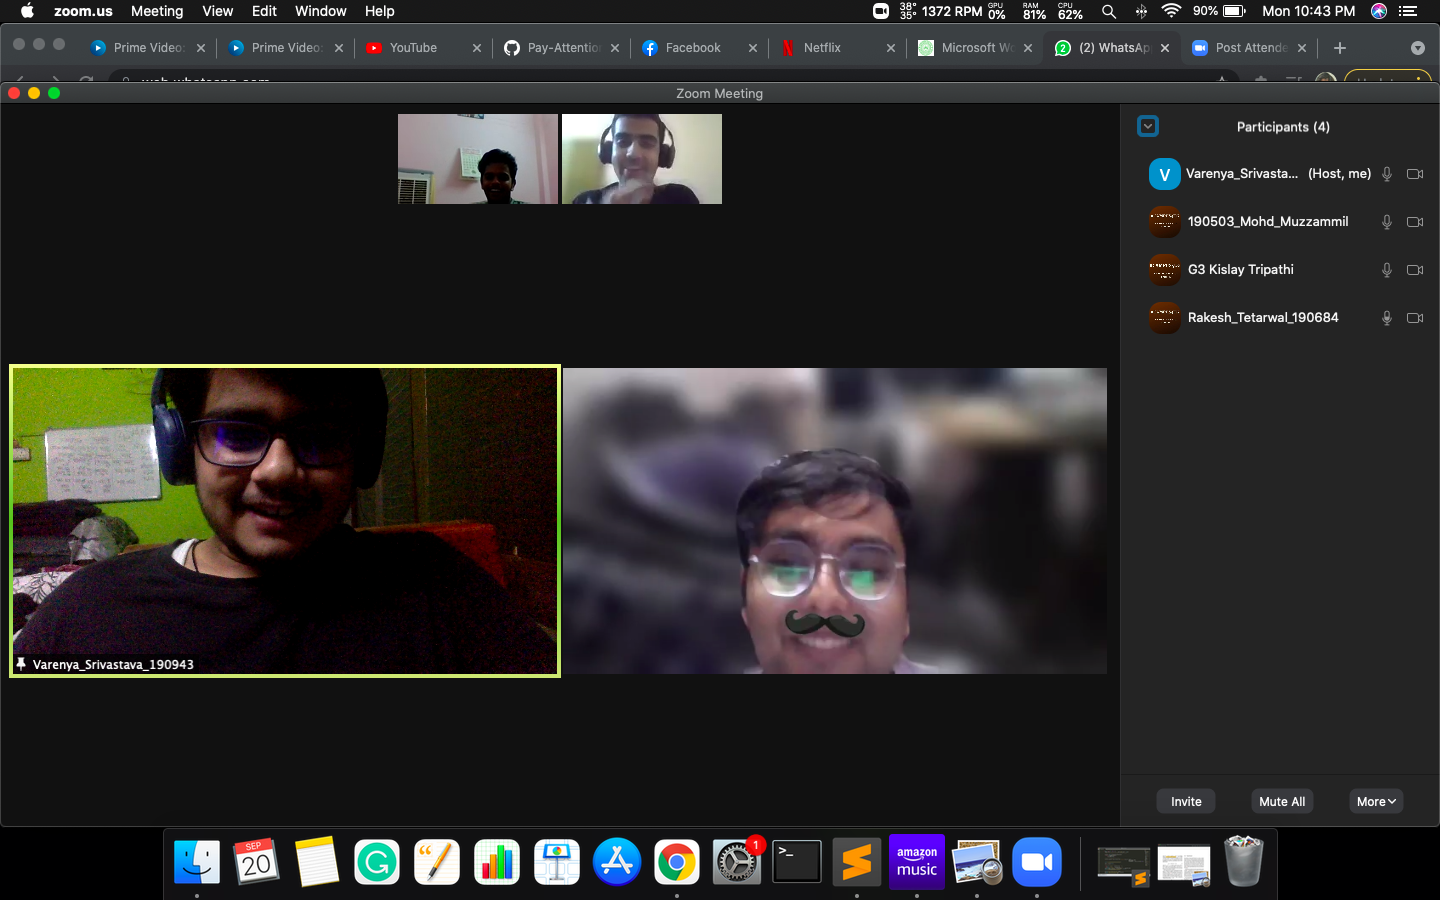 zoom.us Meeting View Edit Window Help
38° 35° 1372 RPM GPU 0% RAM 81% CPU 62% 90% Mon 10:43 PM
Prime Video: Prime Video: YouTube Pay-Attentio Facebook Netflix Microsoft Wo 2 (2) WhatsAp Post Attende
Zoom Meeting
Participants (4)
V Varenya_Srivasta... (Host, me)
190503_Mohd_Muzzammil
G3 Kislay Tripathi
Rakesh_Tetarwal_190684
Varenya_Srivastava_190943
Invite Mute All More
SEP
20
1
>_
amazon
music